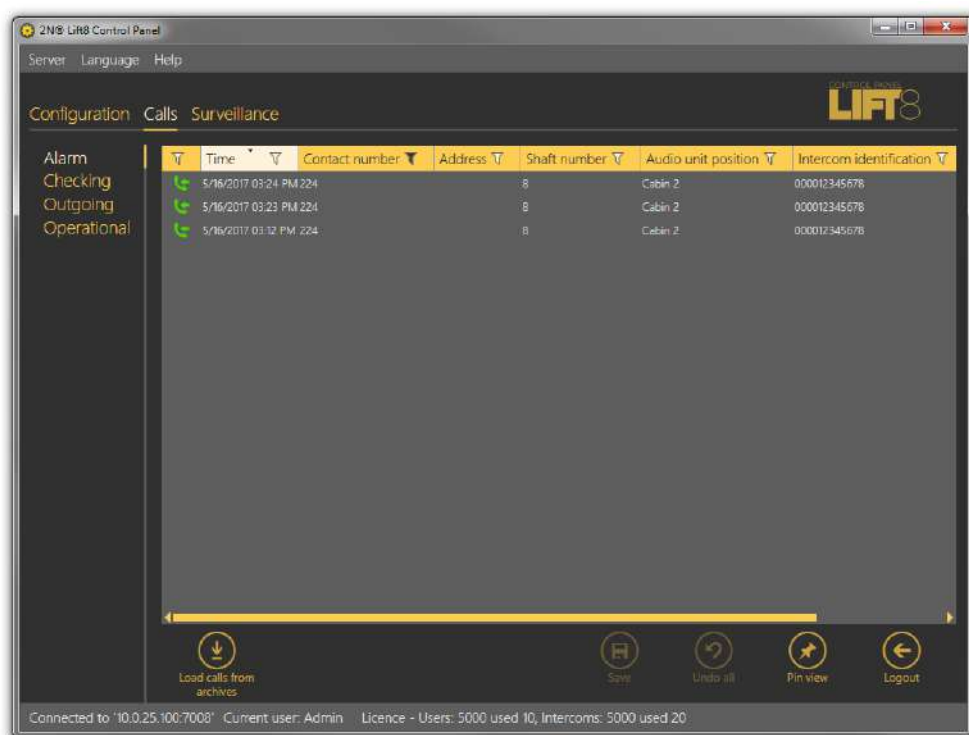 2N® Lift8 Control Panel
Server Language Help
CONTROL PANEL
LIFT8
Configuration Calls Surveillance
Alarm
Checking
Outgoing
Operational
Time Contact number Address Shaft number Audio unit position Intercom identification
5/16/2017 03:24 PM 224 8 Cabin 2 000012345678
5/16/2017 03:23 PM 224 8 Cabin 2 000012345678
5/16/2017 03:12 PM 224 8 Cabin 2 000012345678
Load calls from
archives
Save
Undo all
Pin view
Logout
Connected to '10.0.25.100:7008' Current user: Admin Licence - Users: 5000 used 10, Intercoms: 5000 used 20